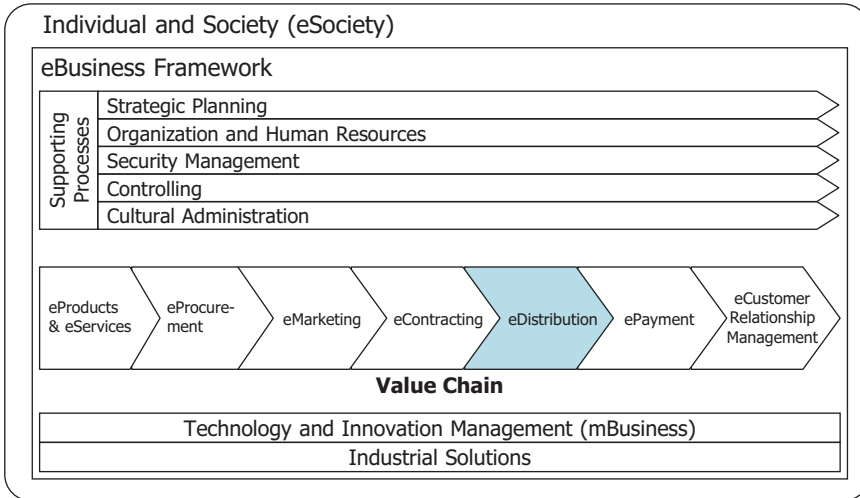 Individual and Society (eSociety)
eBusiness Framework
Supporting
Processes
Strategic Planning
Organization and Human Resources
Security Management
Controlling
Cultural Administration
eProducts
& eServices
eProcure-
ment
eMarketing
eContracting
eDistribution
ePayment
eCustomer
Relationship
Management
Value Chain
Technology and Innovation Management (mBusiness)
Industrial Solutions